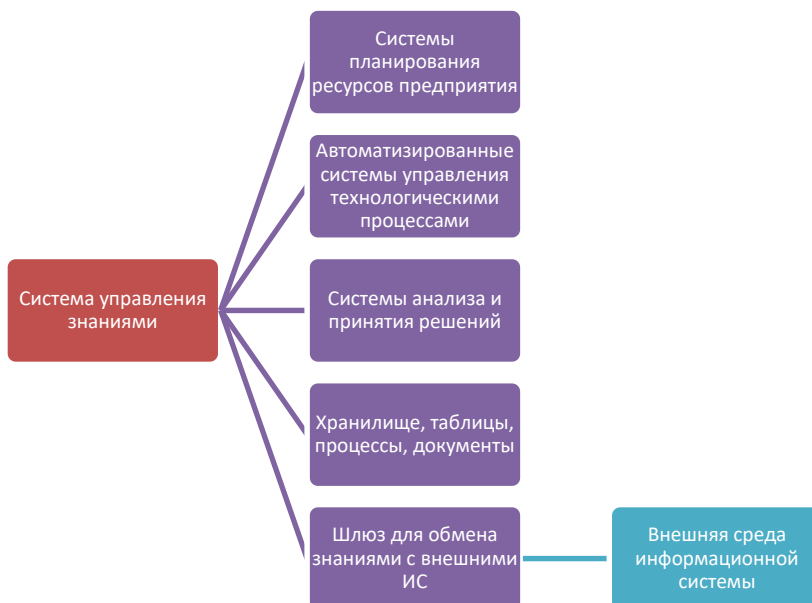 Системы
планирования
ресурсов предприятия
Автоматизированные
системы управления
технологическими
процессами
Система управления
знаниями
Системы анализа и
принятия решений
Хранилище, таблицы,
процессы, документы
Шлюз для обмена
знаниями с внешними
ИС
Внешняя среда
информационной
системы